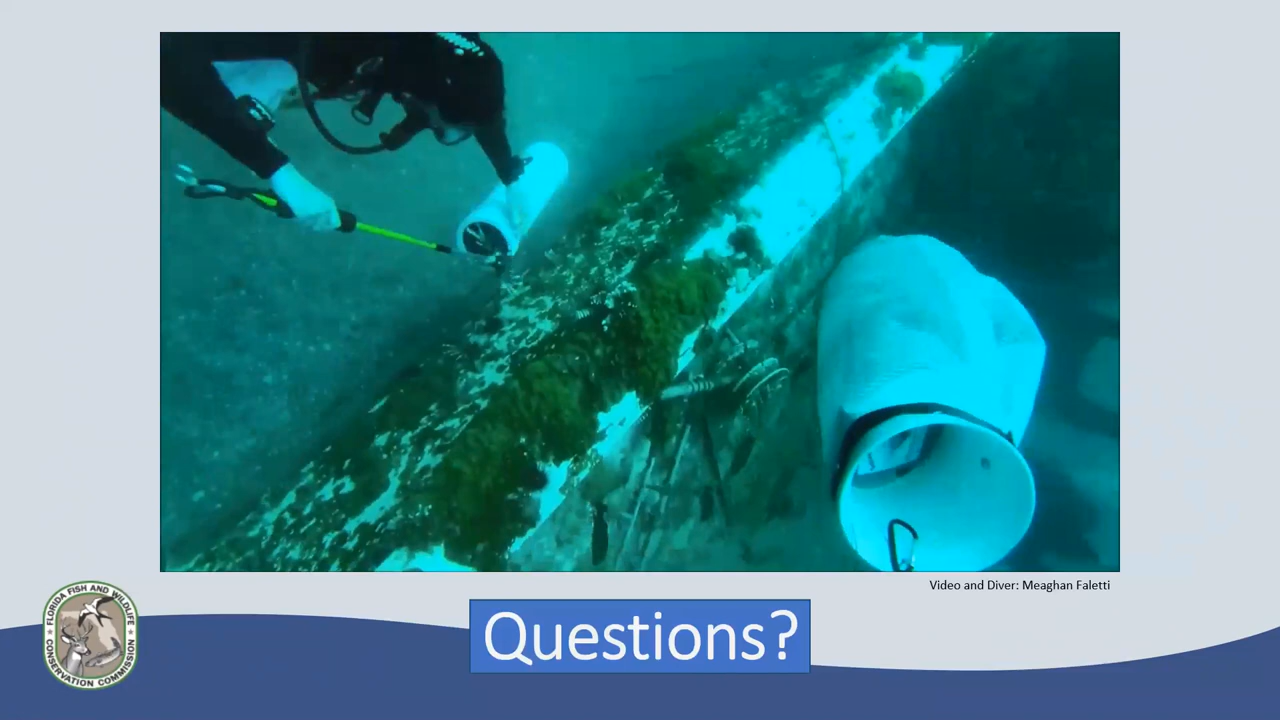 Video and Diver: Meaghan Faletti
Questions?
FLORIDA FISH AND WILDLIFE
CONSERVATION COMMISSION